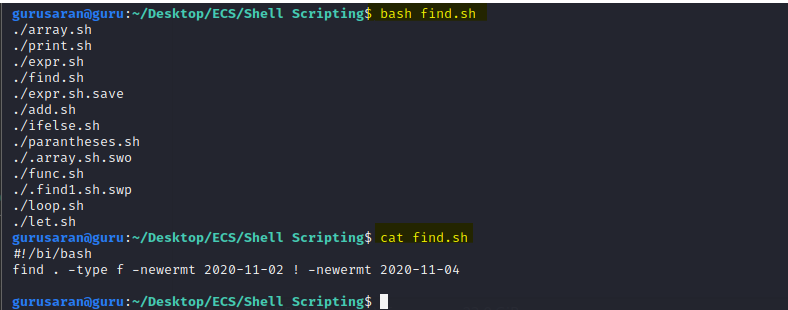 gurusaran@guru:~/Desktop/ECS/Shell Scripting$ bash find.sh
./array.sh
./print.sh
./expr.sh
./find.sh
./expr.sh.save
./add.sh
./ifelse.sh
./parantheses.sh
./.array.sh.swo
./func.sh
./.find1.sh.swp
./loop.sh
./let.sh
gurusaran@guru:~/Desktop/ECS/Shell Scripting$ cat find.sh
#!/bi/bash
find . -type f -newermt 2020-11-02 ! -newermt 2020-11-04
gurusaran@guru:~/Desktop/ECS/Shell Scripting$